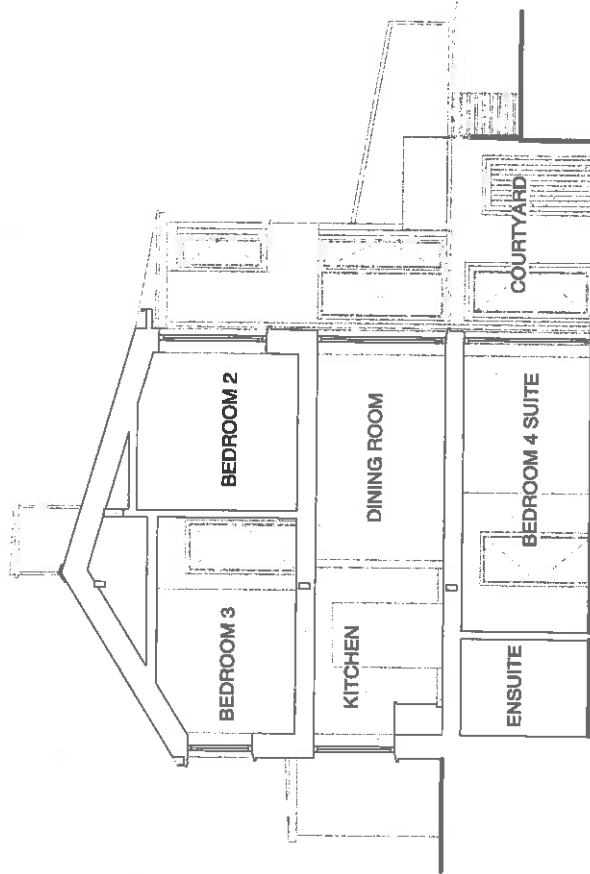 BEDROOM 3
BEDROOM 2
KITCHEN
DINING ROOM
ENSUITE
BEDROOM 4 SUITE
COURTYARD